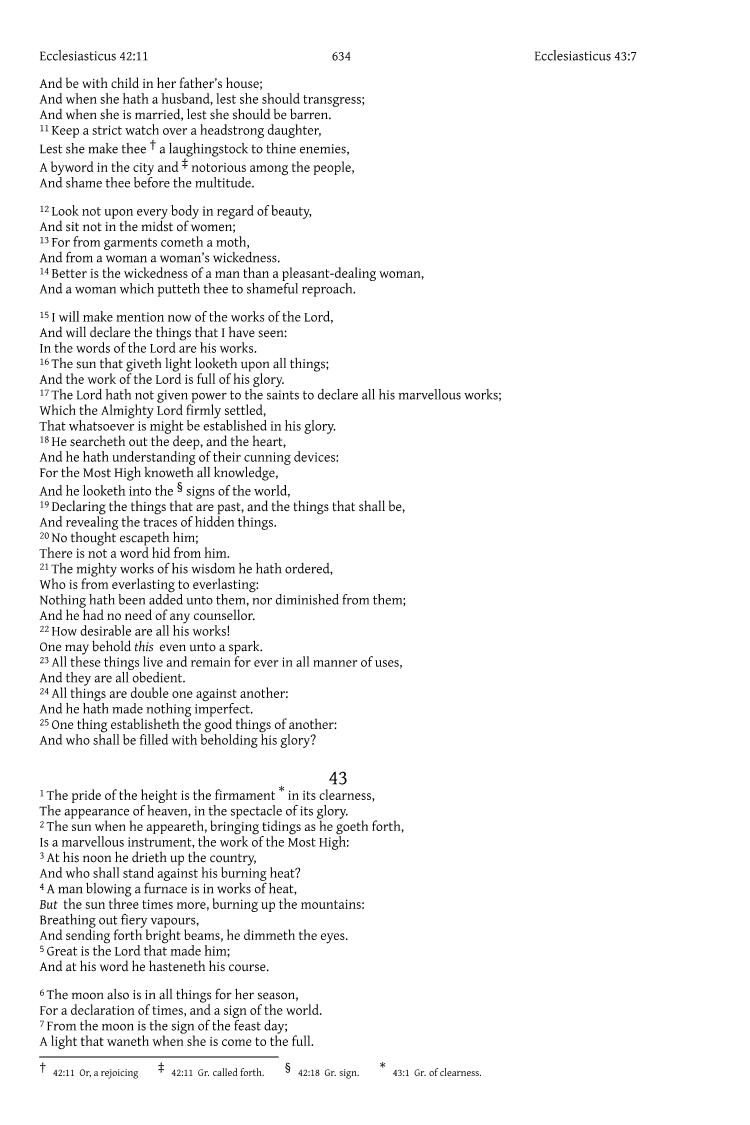 Ecclesiasticus 42:11 634 Ecclesiasticus 43:7
And be with child in her father’s house;
And when she hath a husband, lest she should transgress;
And when she is married, lest she should be barren.
11 Keep a strict watch over a headstrong daughter,
Lest she make thee † a laughingstock to thine enemies,
A byword in the city and ‡ notorious among the people,
And shame thee before the multitude.
12 Look not upon every body in regard of beauty,
And sit not in the midst of women;
13 For from garments cometh a moth,
And from a woman a woman’s wickedness.
14 Better is the wickedness of a man than a pleasant-dealing woman,
And a woman which putteth thee to shameful reproach.
15 I will make mention now of the works of the Lord,
And will declare the things that I have seen:
In the words of the Lord are his works.
16 The sun that giveth light looketh upon all things;
And the work of the Lord is full of his glory.
17 The Lord hath not given power to the saints to declare all his marvellous works;
Which the Almighty Lord firmly settled,
That whatsoever is might be established in his glory.
18 He searcheth out the deep, and the heart,
And he hath understanding of their cunning devices:
For the Most High knoweth all knowledge,
And he looketh into the § signs of the world,
19 Declaring the things that are past, and the things that shall be,
And revealing the traces of hidden things.
20 No thought escapeth him;
There is not a word hid from him.
21 The mighty works of his wisdom he hath ordered,
Who is from everlasting to everlasting:
Nothing hath been added unto them, nor diminished from them;
And he had no need of any counsellor.
22 How desirable are all his works!
One may behold this even unto a spark.
23 All these things live and remain for ever in all manner of uses,
And they are all obedient.
24 All things are double one against another:
And he hath made nothing imperfect.
25 One thing establisheth the good things of another:
And who shall be filled with beholding his glory?
43
1 The pride of the height is the firmament * in its clearness,
The appearance of heaven, in the spectacle of its glory.
2 The sun when he appeareth, bringing tidings as he goeth forth,
Is a marvellous instrument, the work of the Most High:
3 At his noon he drieth up the country,
And who shall stand against his burning heat?
4 A man blowing a furnace is in works of heat,
But the sun three times more, burning up the mountains:
Breathing out fiery vapours,
And sending forth bright beams, he dimmeth the eyes.
5 Great is the Lord that made him;
And at his word he hasteneth his course.
6 The moon also is in all things for her season,
For a declaration of times, and a sign of the world.
7 From the moon is the sign of the feast day;
A light that waneth when she is come to the full.
† 42:11 Or, a rejoicing ‡ 42:11 Gr. called forth. § 42:18 Gr. sign. * 43:1 Gr. of clearness.